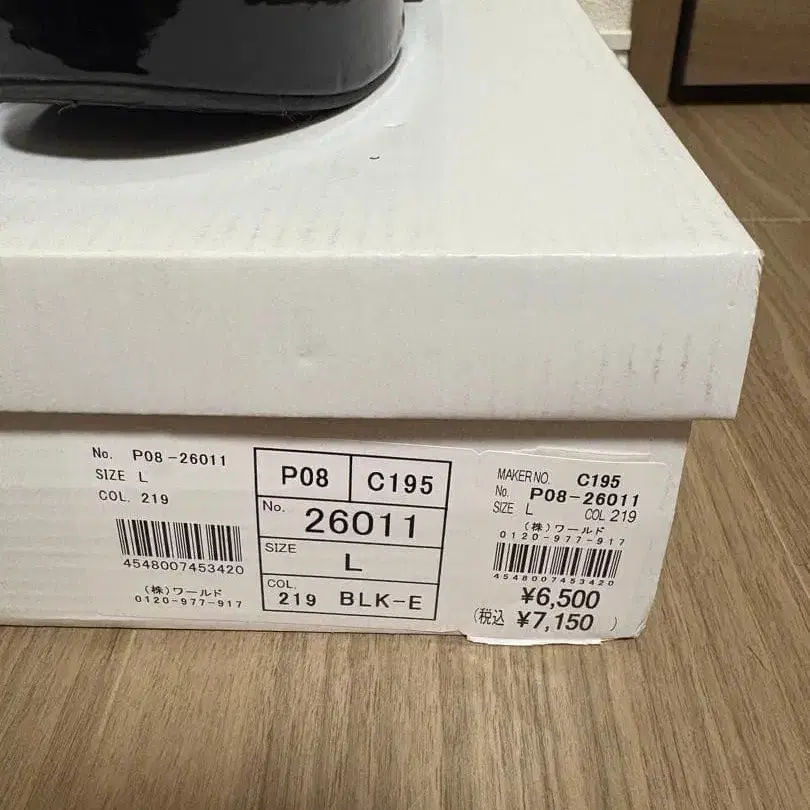 No. P08-26011
SIZE L
COL. 219
4548007453420
(株)ワールド
0120-977-917
P08 C195
No. 26011
SIZE L
COL. 219 BLK-E
MAKER NO. C195
No. P08-26011
SIZE L COL 219
(株)ワールド
0120-977-917
4548007453420
¥6,500
(税込 ¥7,150 )